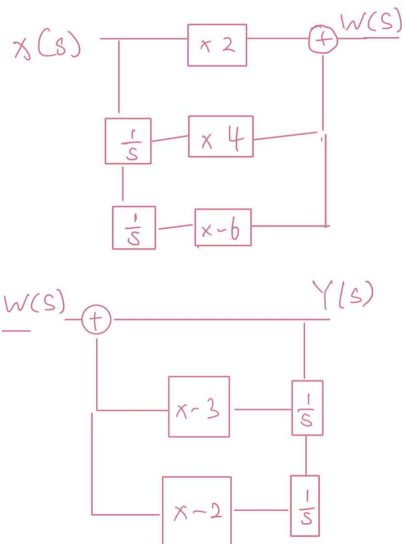 X(S) x 2 + W(S)
1/S x 4
1/S x-6
W(S) + Y(S)
x-3 1/S
x-2 1/S